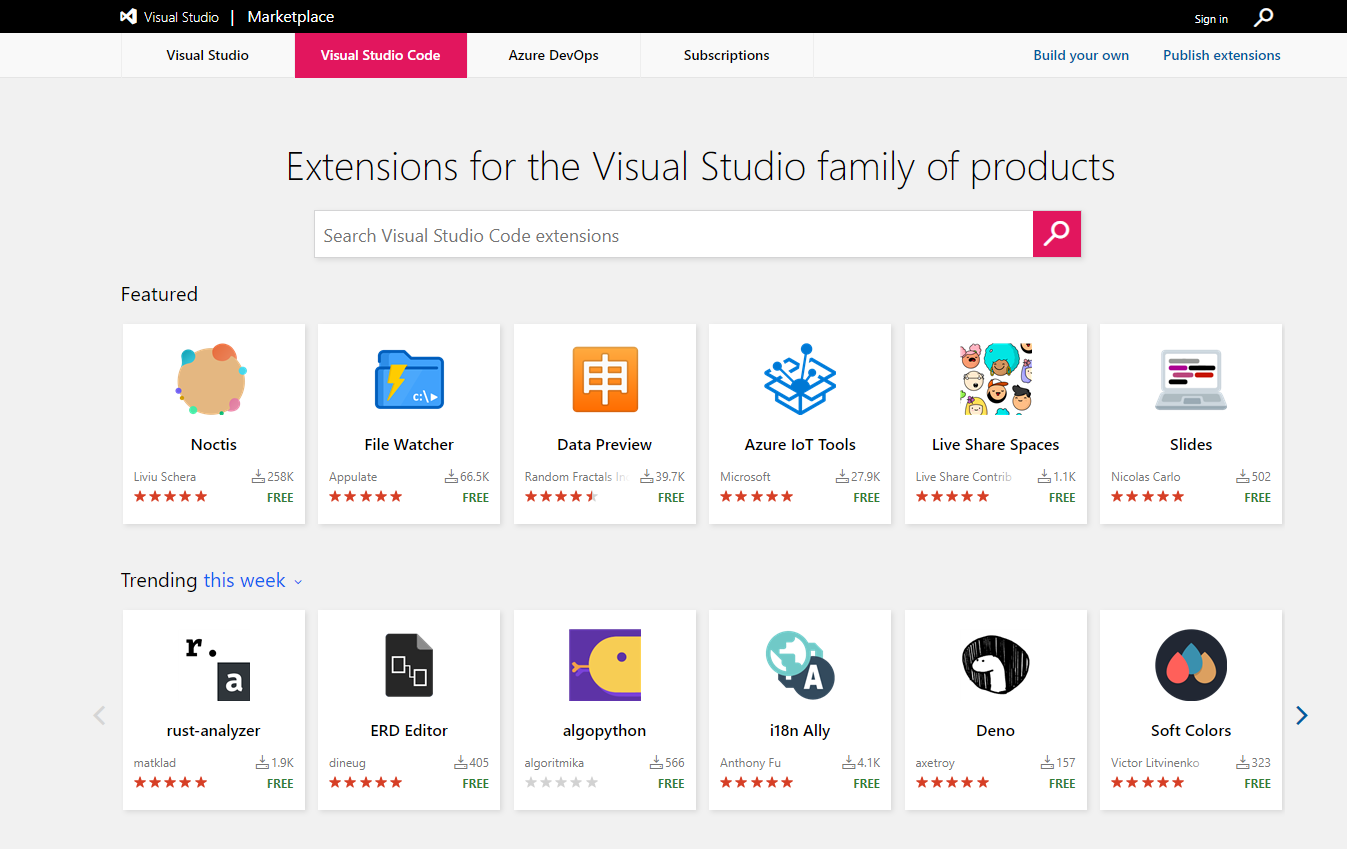 Visual Studio | Marketplace
Sign in
Visual Studio
Visual Studio Code
Azure DevOps
Subscriptions
Build your own
Publish extensions
Extensions for the Visual Studio family of products
Search Visual Studio Code extensions
Featured
申
c:\
Noctis
Liviu Schera 258K
FREE
File Watcher
Appulate 66.5K
FREE
Data Preview
Random Fractals In 39.7K
FREE
Azure IoT Tools
Microsoft 27.9K
FREE
Live Share Spaces
Live Share Contrib 1.1K
FREE
Slides
Nicolas Carlo 502
FREE
Trending this week
r.
a
rust-analyzer
matklad 1.9K
FREE
ERD Editor
dineug 405
FREE
algopython
algoritmika 566
FREE
A
i18n Ally
Anthony Fu 4.1K
FREE
Deno
axetroy 157
FREE
Soft Colors
Victor Litvinenko 323
FREE